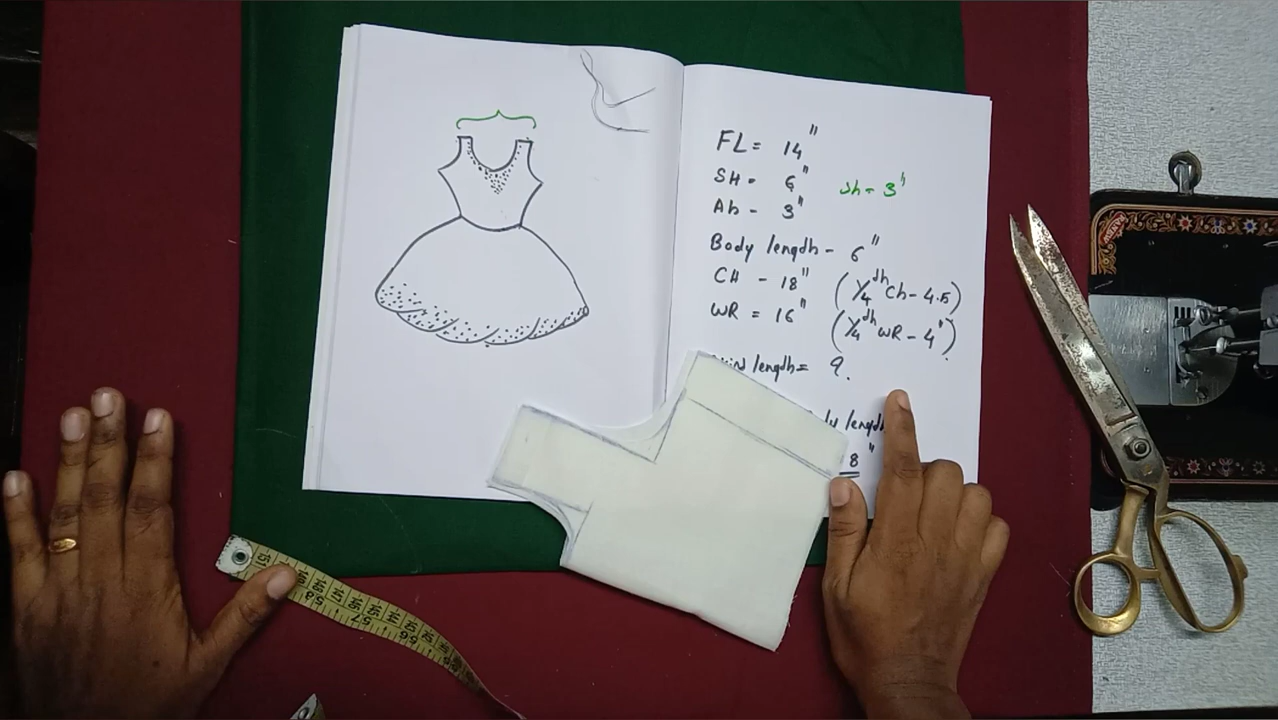 FL = 14"
SH - 6"
sh = 3"
Ah - 3"
Body length - 6"
CH - 18" (1/4th Ch - 4.5)
WR = 16" (1/4th WR - 4")
length = 9.
length
8"